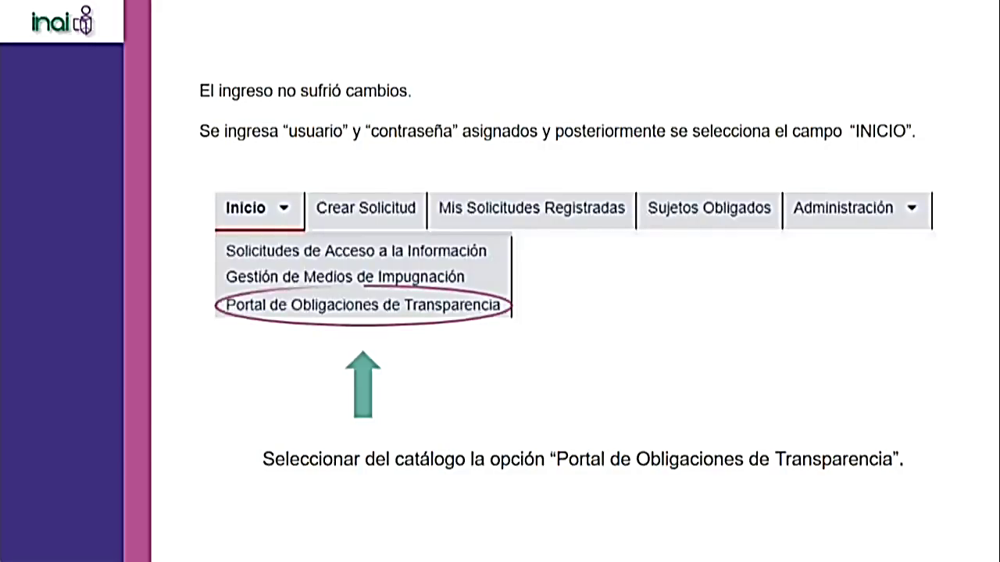 inai
El ingreso no sufrió cambios.
Se ingresa “usuario” y “contraseña” asignados y posteriormente se selecciona el campo “INICIO”.
Inicio Crear Solicitud Mis Solicitudes Registradas Sujetos Obligados Administración
Solicitudes de Acceso a la Información
Gestión de Medios de Impugnación
Portal de Obligaciones de Transparencia
Seleccionar del catálogo la opción “Portal de Obligaciones de Transparencia”.